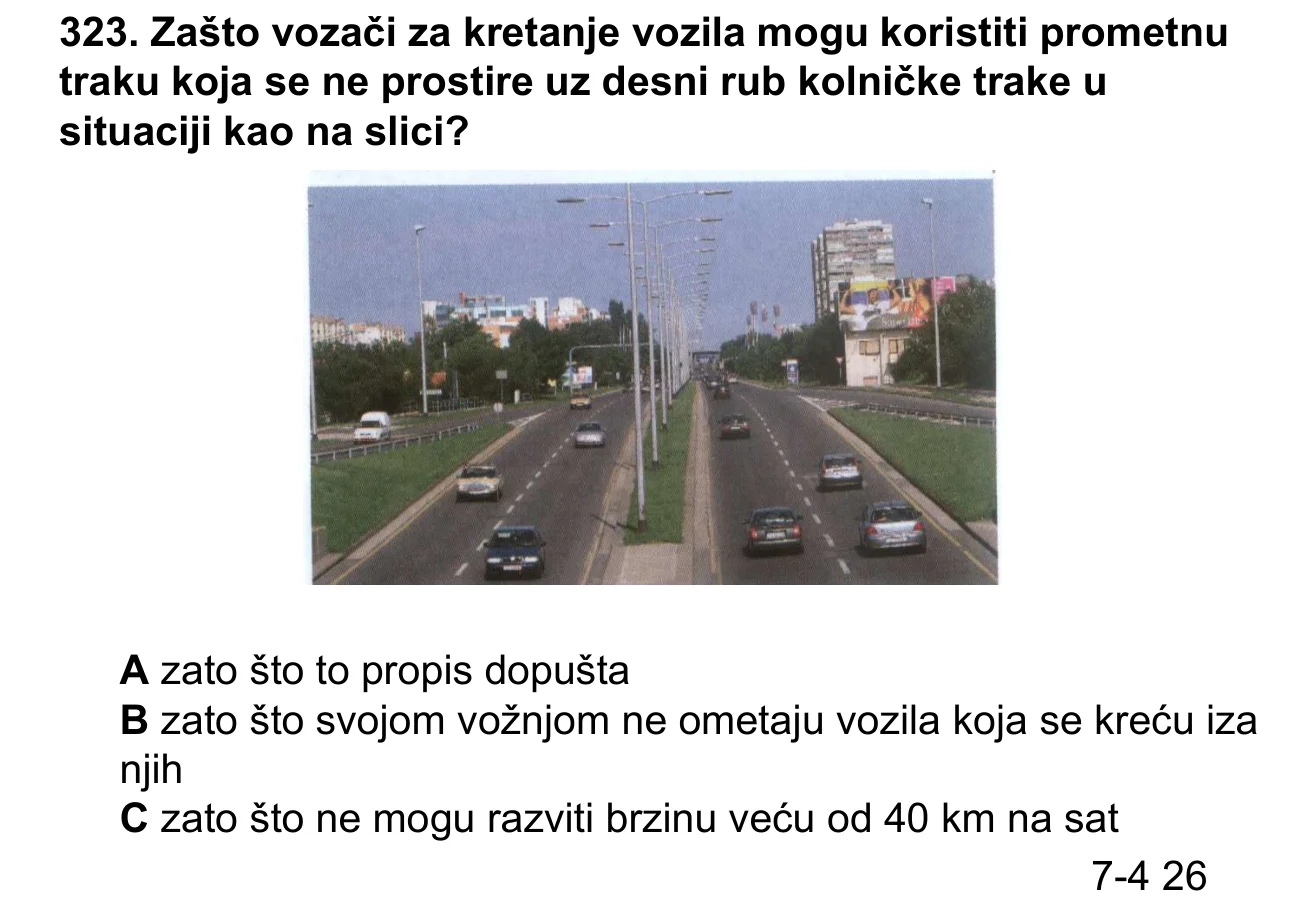 323. Zašto vozači za kretanje vozila mogu koristiti prometnu
traku koja se ne prostire uz desni rub kolničke trake u
situaciji kao na slici?
A zato što to propis dopušta
B zato što svojom vožnjom ne ometaju vozila koja se kreću iza
njih
C zato što ne mogu razviti brzinu veću od 40 km na sat
7-4 26